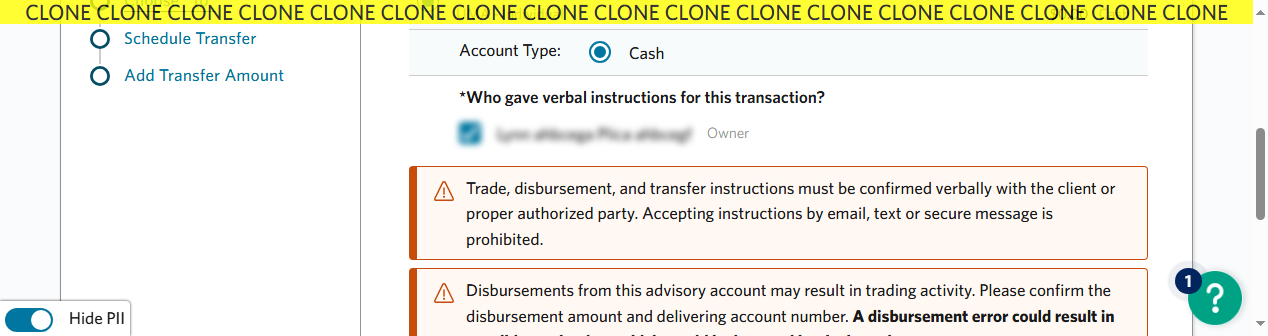 CLONE CLONE CLONE CLONE CLONE CLONE CLONE CLONE CLONE CLONE CLONE CLONE CLONE CLONE CLONE CLONE CLONE
Schedule Transfer
Add Transfer Amount
Account Type:
Cash
*Who gave verbal instructions for this transaction?
Owner
Trade, disbursement, and transfer instructions must be confirmed verbally with the client or
proper authorized party. Accepting instructions by email, text or secure message is
prohibited.
Disbursements from this advisory account may result in trading activity. Please confirm the
disbursement amount and delivering account number. A disbursement error could result in
Hide PII
1
?